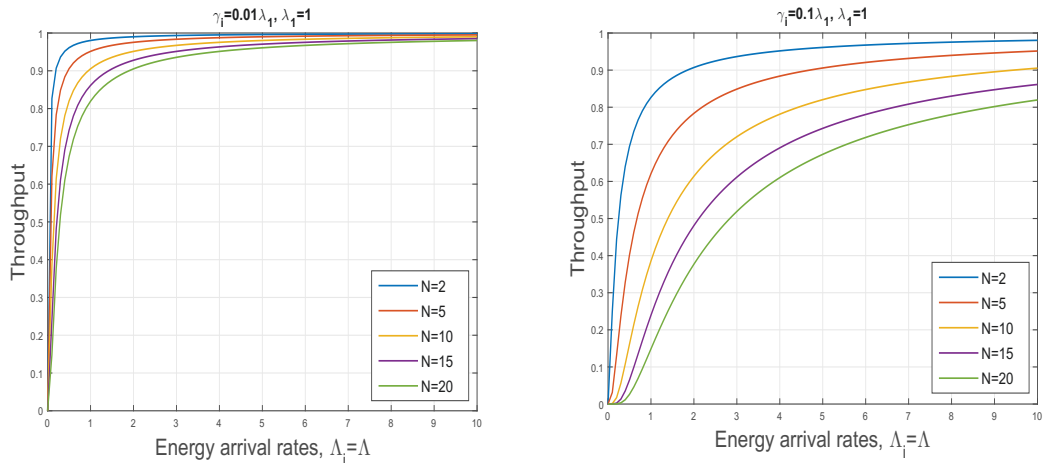 γi=0.01λ1, λ1=1
Throughput
1
0.9
0.8
0.7
0.6
0.5
0.4
0.3
0.2
0.1
0
0 1 2 3 4 5 6 7 8 9 10
Energy arrival rates, Λi=Λ
N=2
N=5
N=10
N=15
N=20
γi=0.1λ1, λ1=1
Throughput
1
0.9
0.8
0.7
0.6
0.5
0.4
0.3
0.2
0.1
0
0 1 2 3 4 5 6 7 8 9 10
Energy arrival rates, Λi=Λ
N=2
N=5
N=10
N=15
N=20